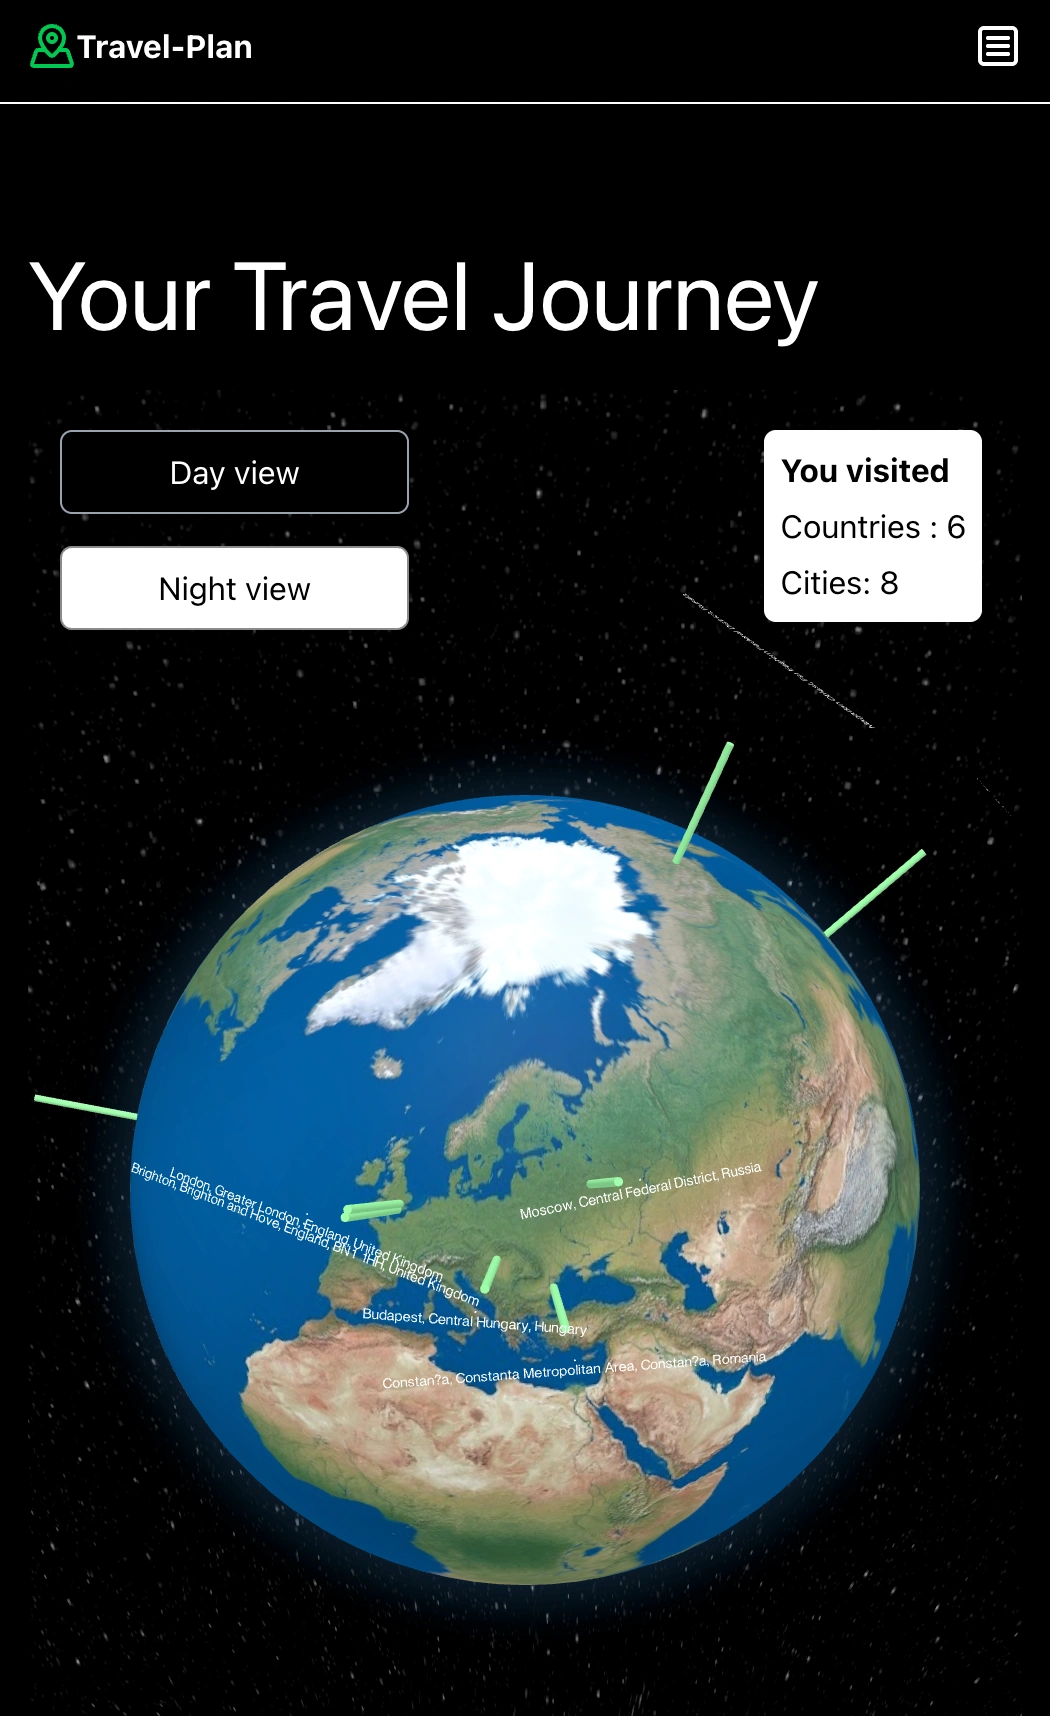 Travel-Plan
Your Travel Journey
Day view
Night view
You visited
Countries : 6
Cities: 8
London, Greater London, England, United Kingdom
Brighton, Brighton and Hove, England, BN1 1HH, United Kingdom
Moscow, Central Federal District, Russia
Budapest, Central Hungary, Hungary
Constan?a, Constanta Metropolitan Area, Constan?a, Romania